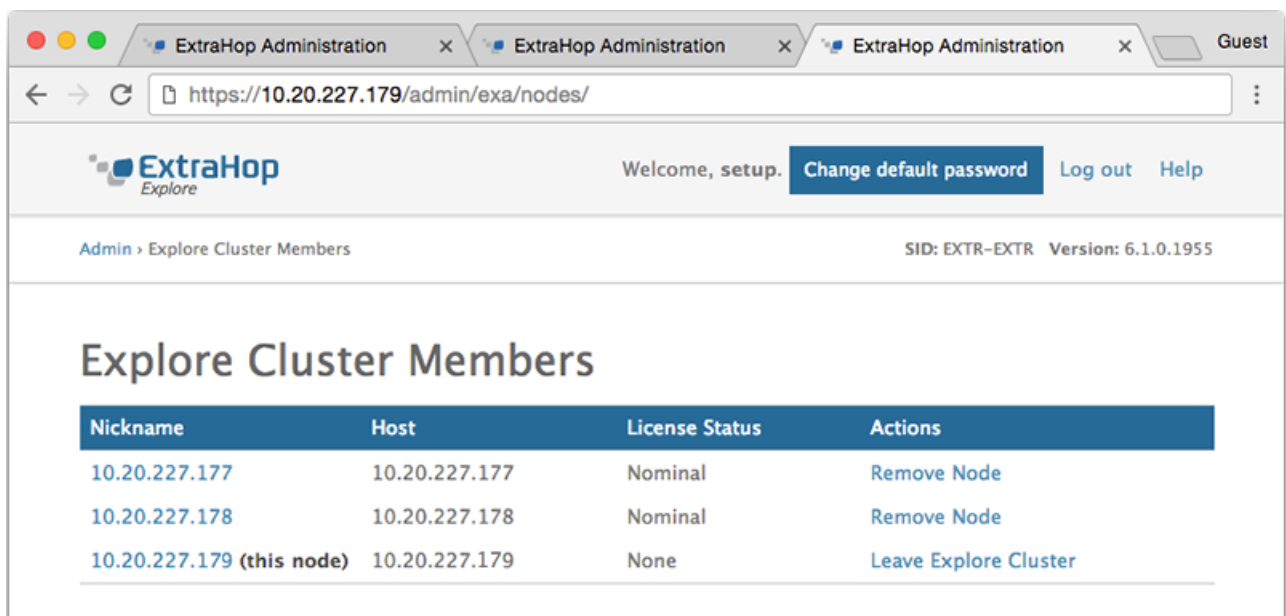 ExtraHop Administration ExtraHop Administration ExtraHop Administration Guest
https://10.20.227.179/admin/exa/nodes/
ExtraHop
Explore
Welcome, setup. Change default password Log out Help
Admin › Explore Cluster Members SID: EXTR-EXTR Version: 6.1.0.1955
Explore Cluster Members
Nickname Host License Status Actions
10.20.227.177 10.20.227.177 Nominal Remove Node
10.20.227.178 10.20.227.178 Nominal Remove Node
10.20.227.179 (this node) 10.20.227.179 None Leave Explore Cluster